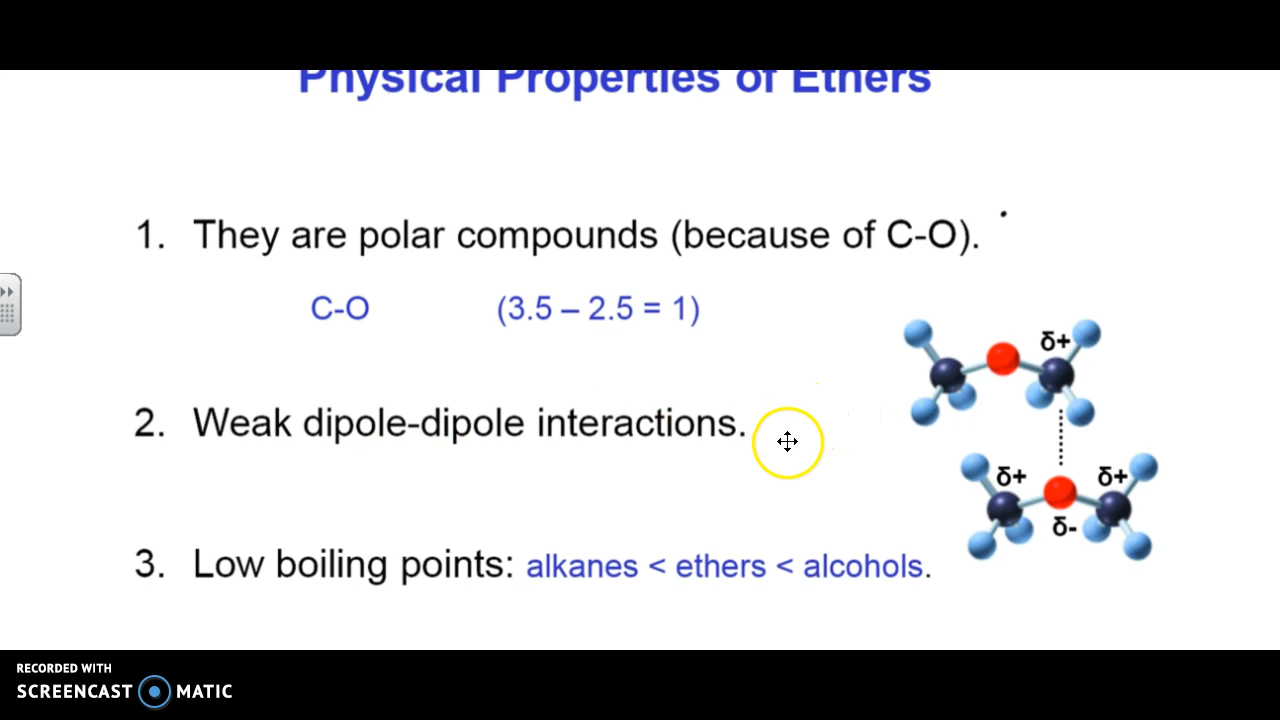 Physical Properties of Ethers
1. They are polar compounds (because of C-O).
C-O (3.5 – 2.5 = 1)
δ+
2. Weak dipole-dipole interactions.
δ+ δ+
δ-
3. Low boiling points: alkanes < ethers < alcohols.
RECORDED WITH
SCREENCAST MATIC